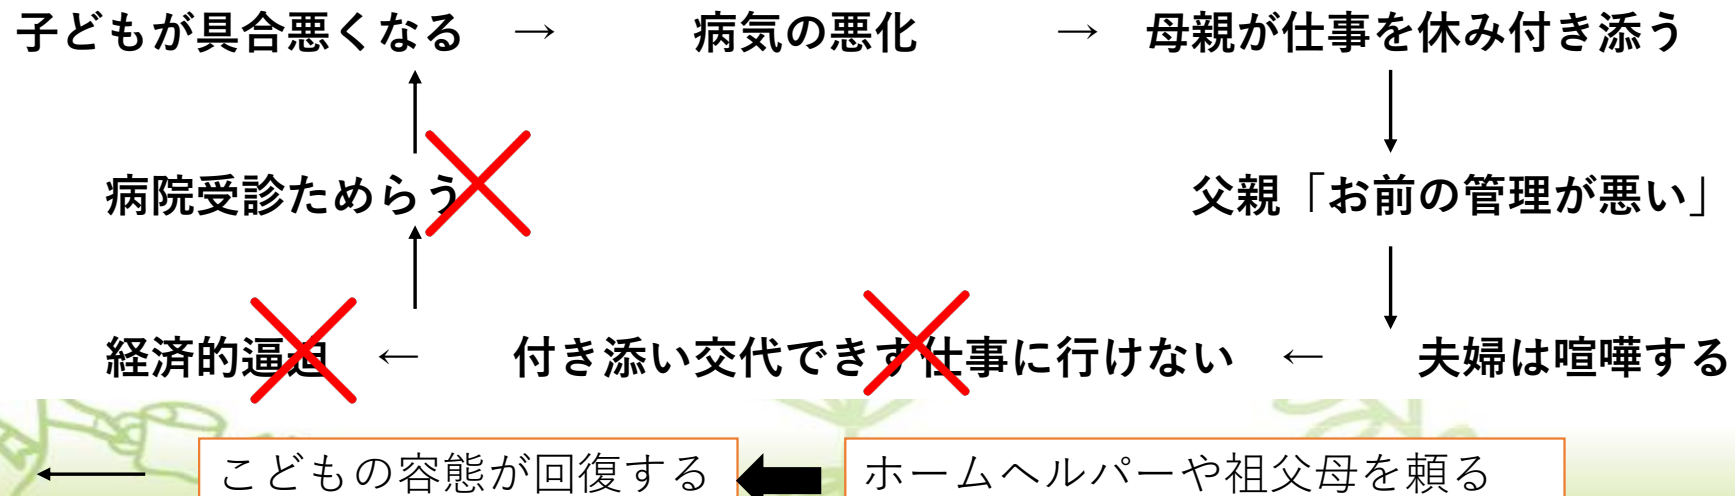 子どもが具合悪くなる → 病気の悪化 → 母親が仕事を休み付き添う
病院受診ためらう 父親「お前の管理が悪い」
経済的逼迫 ← 付き添い交代できず仕事に行けない ← 夫婦は喧嘩する
こどもの容態が回復する ホームヘルパーや祖父母を頼る